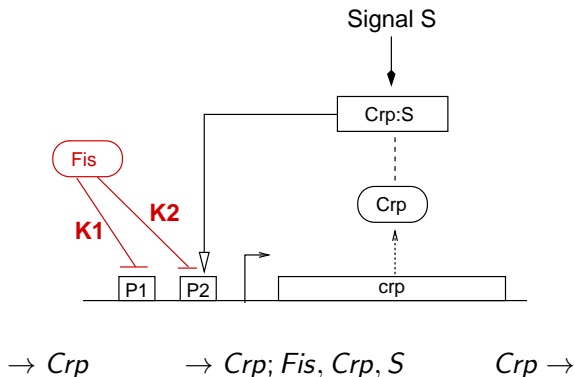 Signal S
Crp:S
Fis
K1
K2
Crp
P1
P2
crp
→ Crp
→ Crp; Fis, Crp, S
Crp →